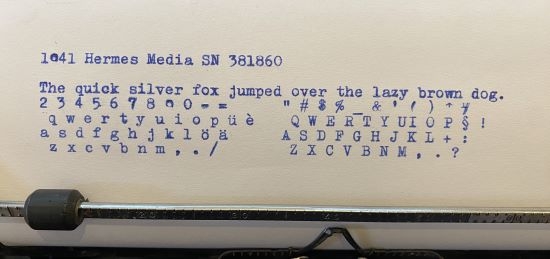 1941 Hermes Media SN 381860
The quick silver fox jumped over the lazy brown dog.
2 3 4 5 6 7 8 9 0 - = " # $ % _ & ' ( ) ^
q w e r t y u i o p ü è Q W E R T Y U I O P § !
a s d f g h j k l ö ä A S D F G H J K L + :
z x c v b n m , . / Z X C V B N M , . ?